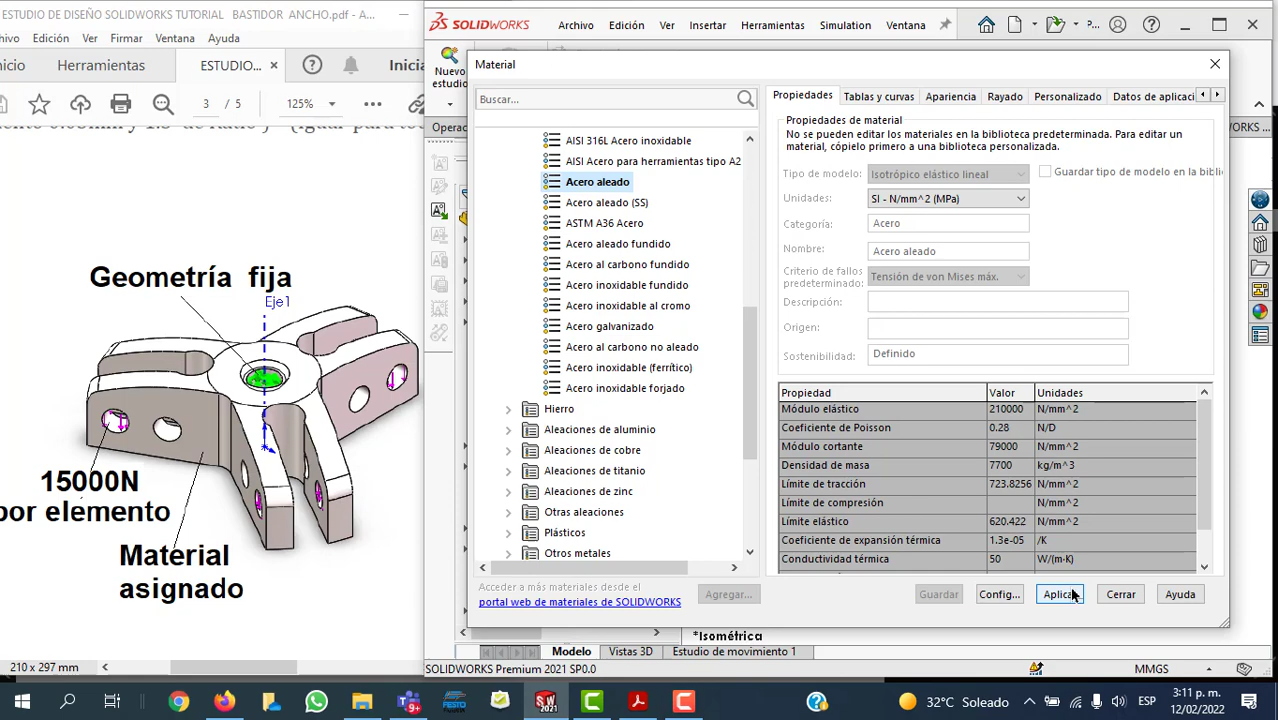 ESTUDIO DE DISEÑO SOLIDWORKS TUTORIAL BASTIDOR ANCHO.pdf - A...
Edición Ver Firmar Ventana Ayuda
Herramientas ESTUDIO... Inicia
3 / 5 125%
Geometría fija
Eje1
15000N
por elemento
Material
asignado
210 x 297 mm
SOLIDWORKS Archivo Edición Ver Insertar Herramientas Simulation Ventana P...
Nuevo
estudio
Operac
WORKS ...
Material
Buscar...
AISI 316L Acero inoxidable
AISI Acero para herramientas tipo A2
Acero aleado
Acero aleado (SS)
ASTM A36 Acero
Acero aleado fundido
Acero al carbono fundido
Acero inoxidable fundido
Acero inoxidable al cromo
Acero galvanizado
Acero al carbono no aleado
Acero inoxidable (ferrítico)
Acero inoxidable forjado
Hierro
Aleaciones de aluminio
Aleaciones de cobre
Aleaciones de titanio
Aleaciones de zinc
Otras aleaciones
Plásticos
Otros metales
Acceder a más materiales desde el
portal web de materiales de SOLIDWORKS
Agregar...
Propiedades Tablas y curvas Apariencia Rayado Personalizado Datos de aplicaci
Propiedades de material
No se pueden editar los materiales en la biblioteca predeterminada. Para editar un
material, cópielo primero a una biblioteca personalizada.
Tipo de modelo: Isotrópico elástico lineal Guardar tipo de modelo en la bibli
Unidades: SI - N/mm^2 (MPa)
Categoría: Acero
Nombre: Acero aleado
Criterio de fallos
predeterminado: Tensión de von Mises máx.
Descripción:
Origen:
Sostenibilidad: Definido
Propiedad Valor Unidades
Módulo elástico 210000 N/mm^2
Coeficiente de Poisson 0.28 N/D
Módulo cortante 79000 N/mm^2
Densidad de masa 7700 kg/m^3
Límite de tracción 723.8256 N/mm^2
Límite de compresión N/mm^2
Límite elástico 620.422 N/mm^2
Coeficiente de expansión térmica 1.3e-05 /K
Conductividad térmica 50 W/(m·K)
Guardar Config... Aplica Cerrar Ayuda
*Isométrica
Modelo Vistas 3D Estudio de movimiento 1
SOLIDWORKS Premium 2021 SP0.0 MMGS
32°C Soleado ESP 3:11 p. m.
12/02/2022